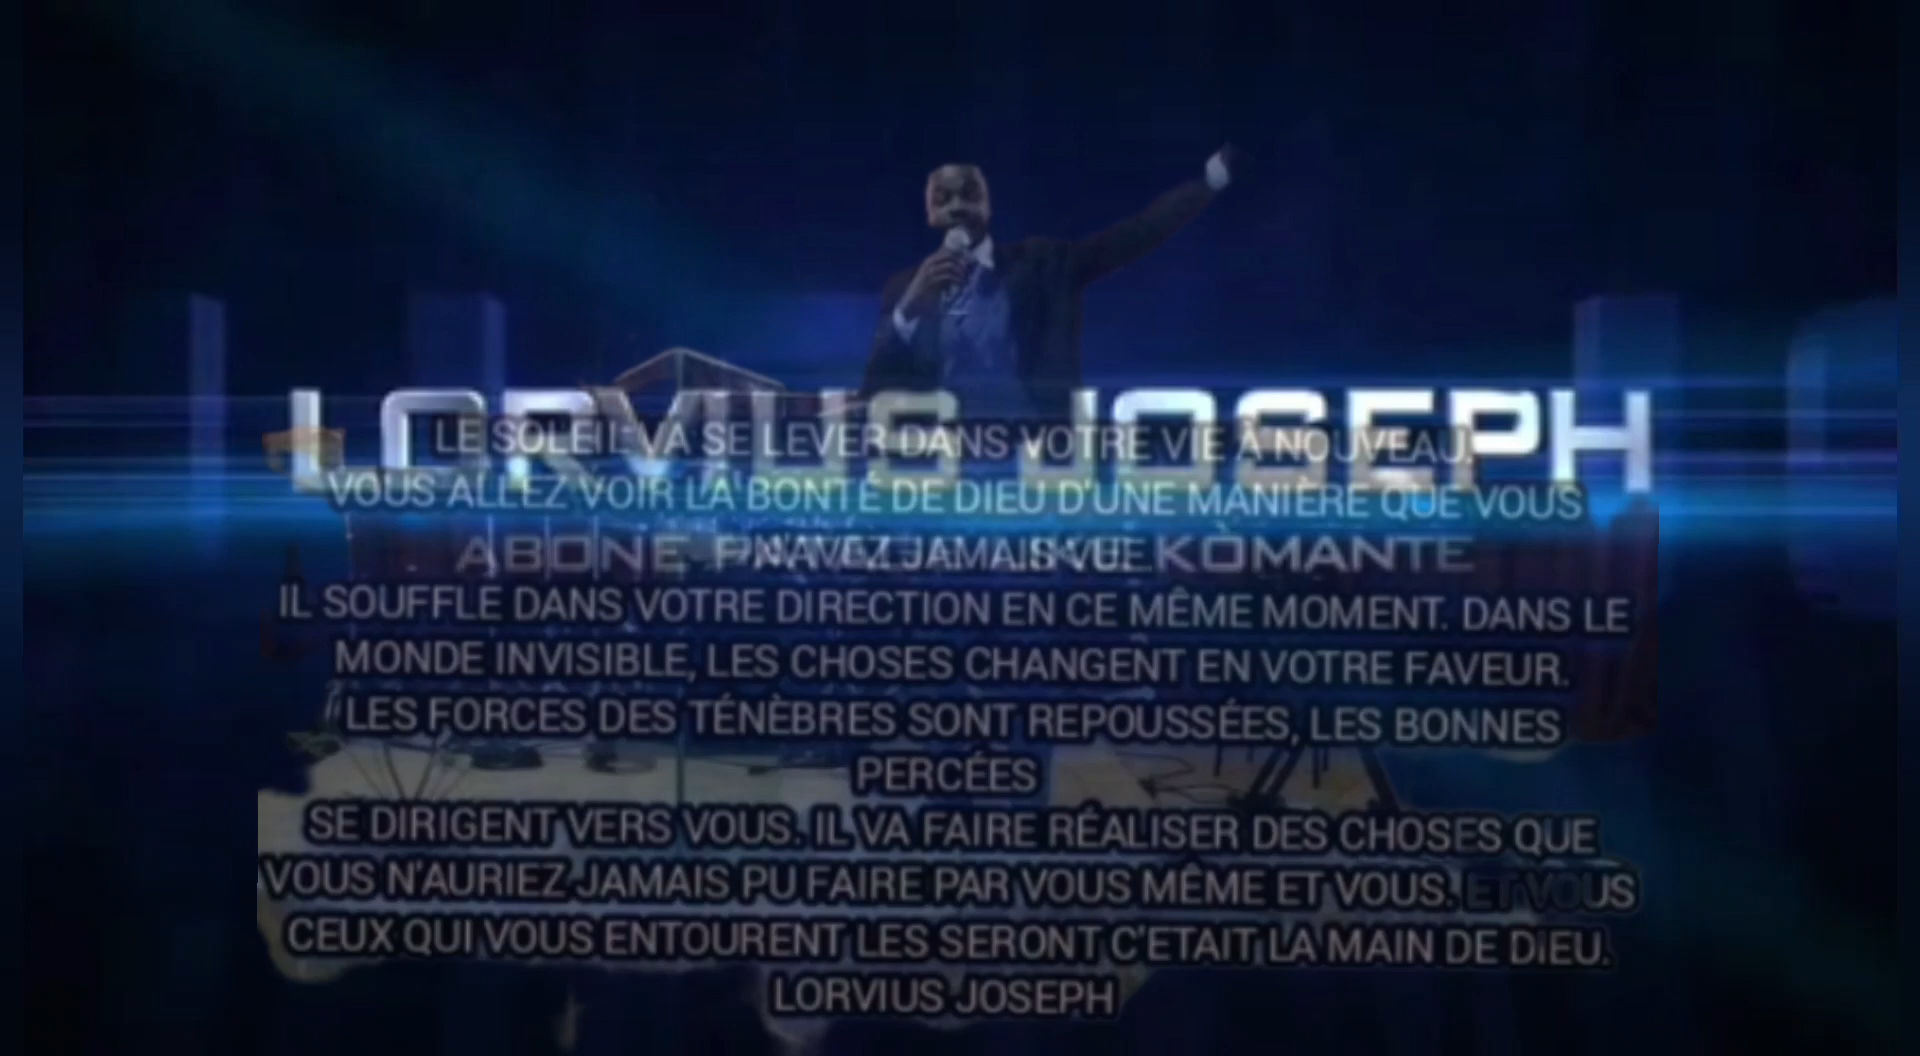 LORVIUS JOSEPH
LE SOLEIL VA SE LEVER DANS VOTRE VIE À NOUVEAU,
VOUS ALLEZ VOIR LA BONTÉ DE DIEU D'UNE MANIÈRE QUE VOUS
N'AVEZ JAMAIS VUE.
ABONE KÒMANTE
IL SOUFFLE DANS VOTRE DIRECTION EN CE MÊME MOMENT. DANS LE
MONDE INVISIBLE, LES CHOSES CHANGENT EN VOTRE FAVEUR.
LES FORCES DES TÉNÈBRES SONT REPOUSSÉES, LES BONNES
PERCÉES
SE DIRIGENT VERS VOUS. IL VA FAIRE RÉALISER DES CHOSES QUE
VOUS N'AURIEZ JAMAIS PU FAIRE PAR VOUS MÊME ET VOUS. ET VOUS
CEUX QUI VOUS ENTOURENT LES SERONT C'ETAIT LA MAIN DE DIEU.
LORVIUS JOSEPH